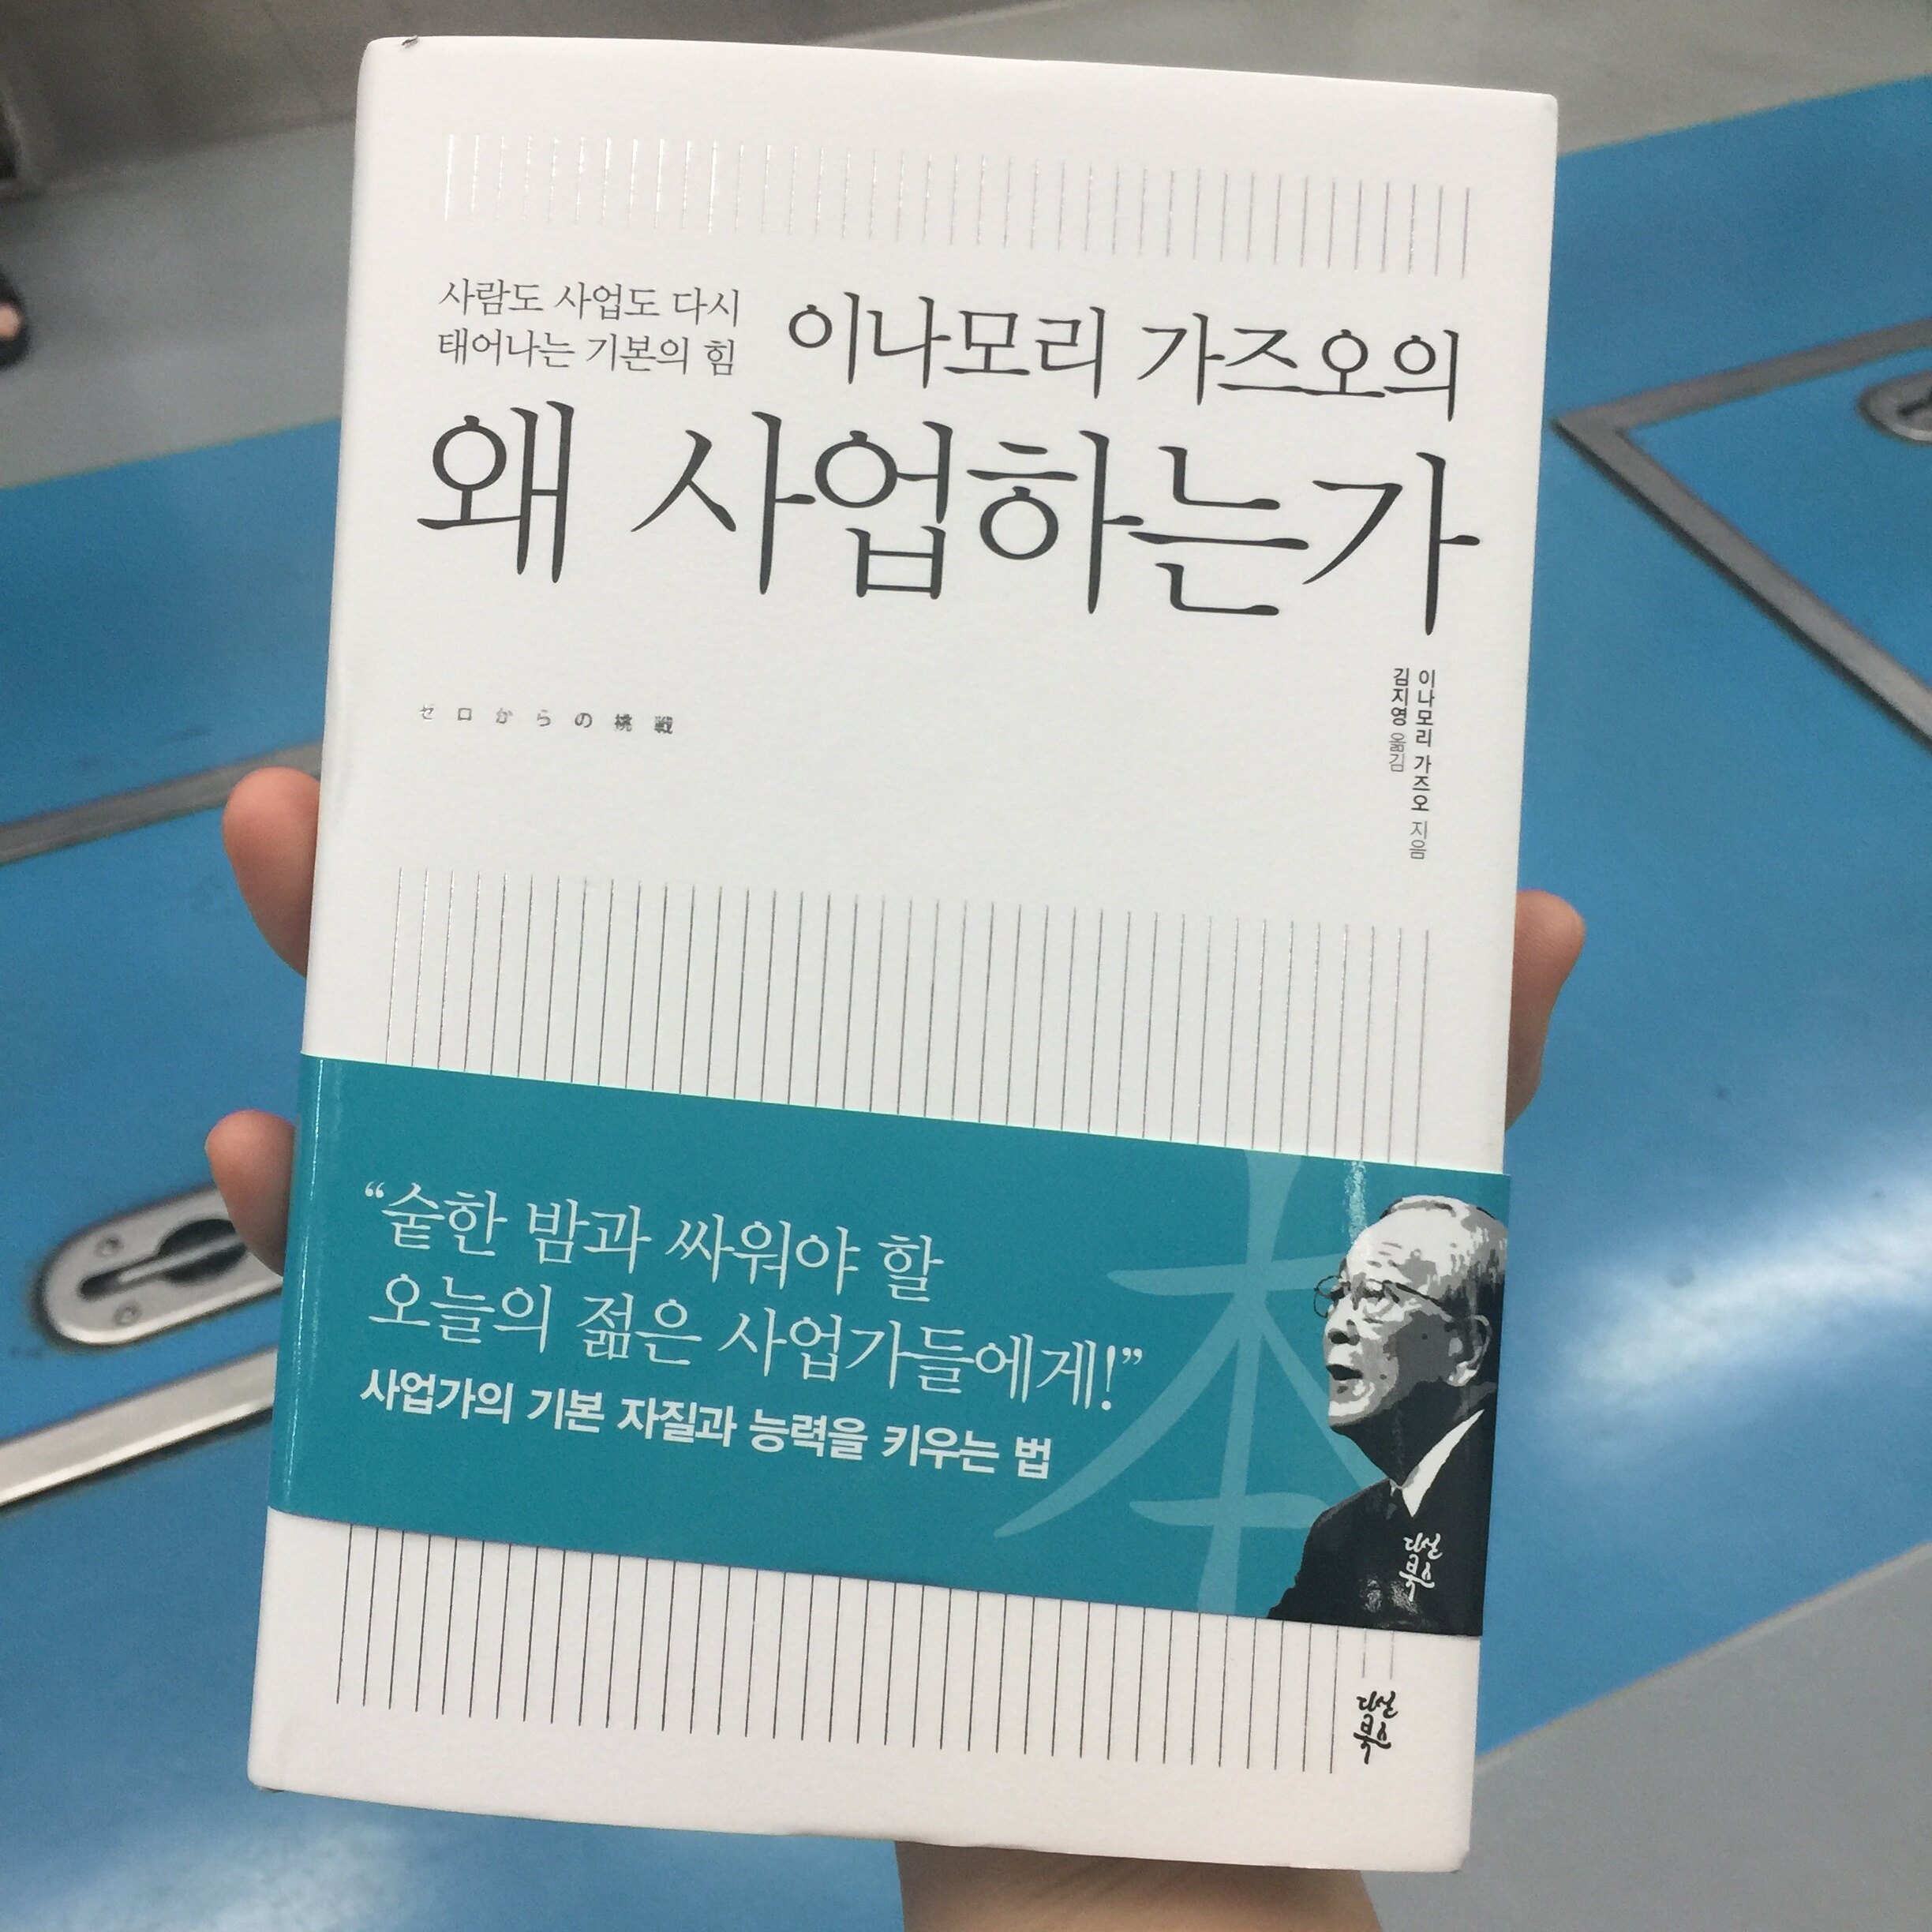 사람도 사업도 다시
태어나는 기본의 힘
이나모리 가즈오의
왜 사업하는가
ゼロからの挑戦
이나모리 가즈오 지음
김지영 옮김
“숱한 밤과 싸워야 할
오늘의 젊은 사업가들에게!”
사업가의 기본 자질과 능력을 키우는 법
本
다산
북스
다산
북스